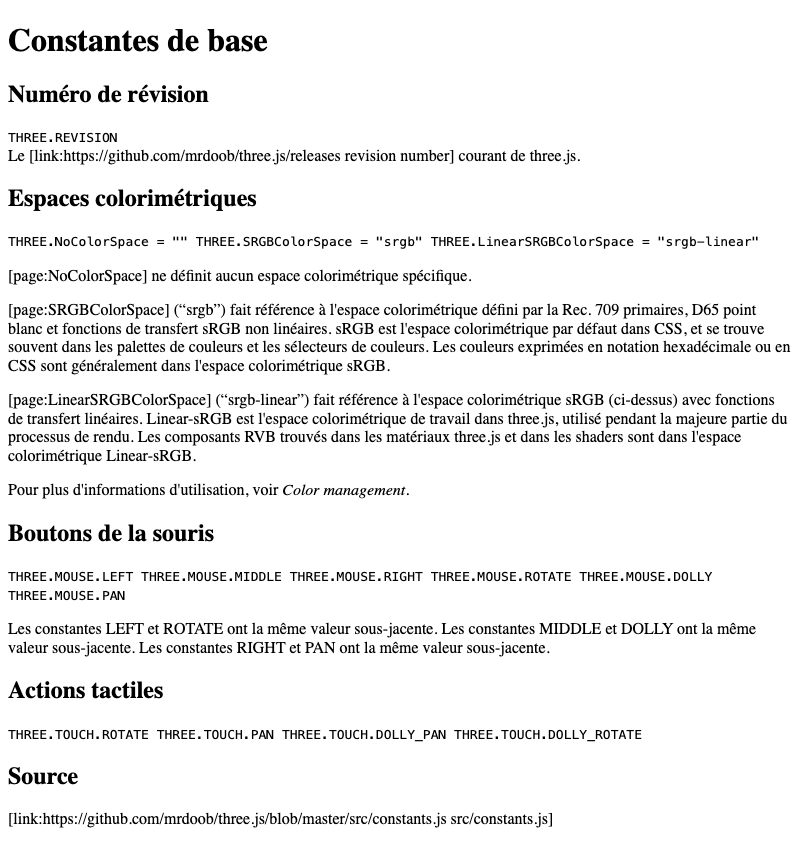 Constantes de base
Numéro de révision
THREE.REVISION
Le [link:https://github.com/mrdoob/three.js/releases revision number] courant de three.js.
Espaces colorimétriques
THREE.NoColorSpace = "" THREE.SRGBColorSpace = "srgb" THREE.LinearSRGBColorSpace = "srgb-linear"
[page:NoColorSpace] ne définit aucun espace colorimétrique spécifique.
[page:SRGBColorSpace] (“srgb”) fait référence à l'espace colorimétrique défini par la Rec. 709 primaires, D65 point
blanc et fonctions de transfert sRGB non linéaires. sRGB est l'espace colorimétrique par défaut dans CSS, et se trouve
souvent dans les palettes de couleurs et les sélecteurs de couleurs. Les couleurs exprimées en notation hexadécimale ou en
CSS sont généralement dans l'espace colorimétrique sRGB.
[page:LinearSRGBColorSpace] (“srgb-linear”) fait référence à l'espace colorimétrique sRGB (ci-dessus) avec fonctions
de transfert linéaires. Linear-sRGB est l'espace colorimétrique de travail dans three.js, utilisé pendant la majeure partie du
processus de rendu. Les composants RVB trouvés dans les matériaux three.js et dans les shaders sont dans l'espace
colorimétrique Linear-sRGB.
Pour plus d'informations d'utilisation, voir Color management.
Boutons de la souris
THREE.MOUSE.LEFT THREE.MOUSE.MIDDLE THREE.MOUSE.RIGHT THREE.MOUSE.ROTATE THREE.MOUSE.DOLLY
THREE.MOUSE.PAN
Les constantes LEFT et ROTATE ont la même valeur sous-jacente. Les constantes MIDDLE et DOLLY ont la même
valeur sous-jacente. Les constantes RIGHT et PAN ont la même valeur sous-jacente.
Actions tactiles
THREE.TOUCH.ROTATE THREE.TOUCH.PAN THREE.TOUCH.DOLLY_PAN THREE.TOUCH.DOLLY_ROTATE
Source
[link:https://github.com/mrdoob/three.js/blob/master/src/constants.js src/constants.js]